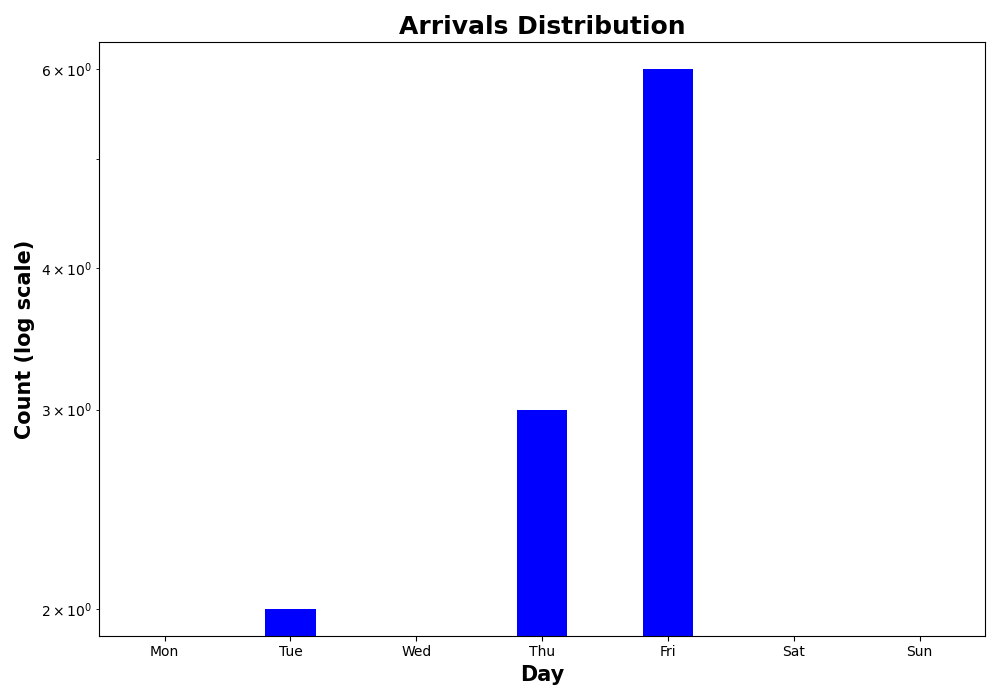 Arrivals Distribution
Count (log scale)
6 × 10⁰
4 × 10⁰
3 × 10⁰
2 × 10⁰
Mon Tue Wed Thu Fri Sat Sun
Day